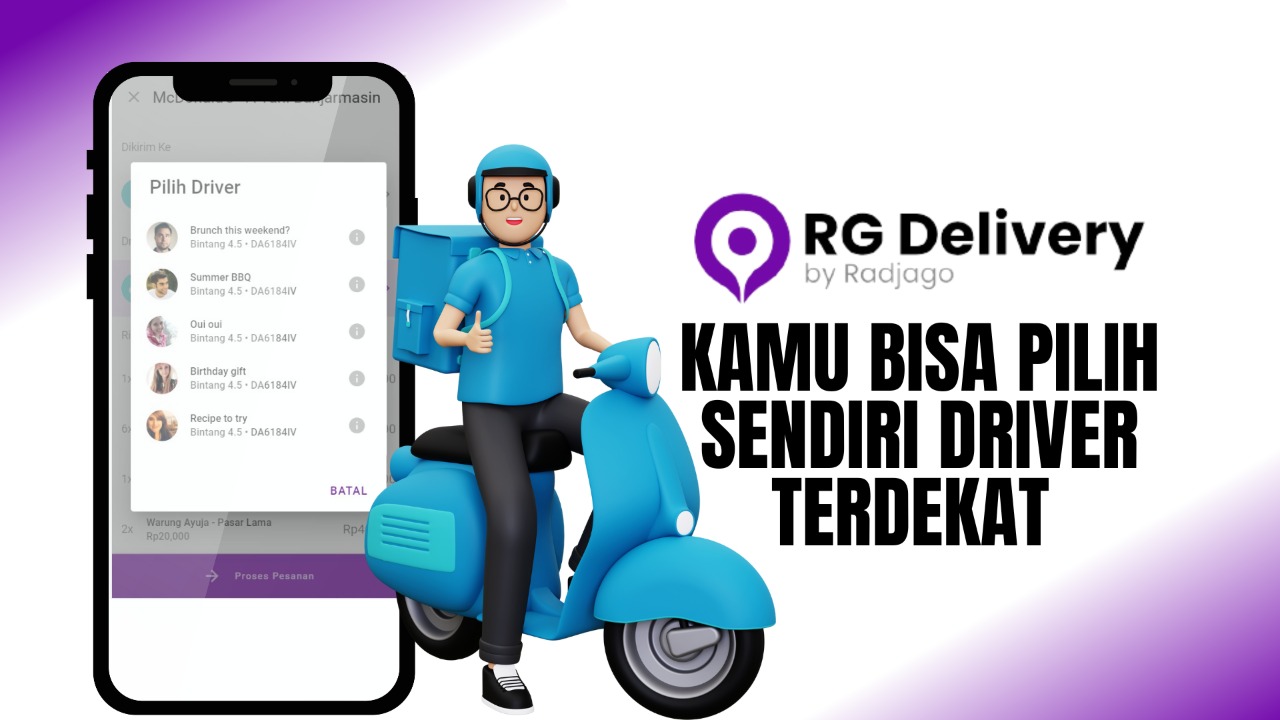 Banjarmasin
Dikirim Ke
Pilih Driver
Brunch this weekend?
Bintang 4.5 • DA6184IV
Summer BBQ
Bintang 4.5 • DA6184IV
Oui oui
Bintang 4.5 • DA6184IV
Birthday gift
Bintang 4.5 • DA6184IV
Recipe to try
Bintang 4.5 • DA6184IV
BATAL
2x
Warung Ayuja - Pasar Lama
Rp4
Rp20,000
Proses Pesanan
RG Delivery
by Radjago
KAMU BISA PILIH
SENDIRI DRIVER
TERDEKAT